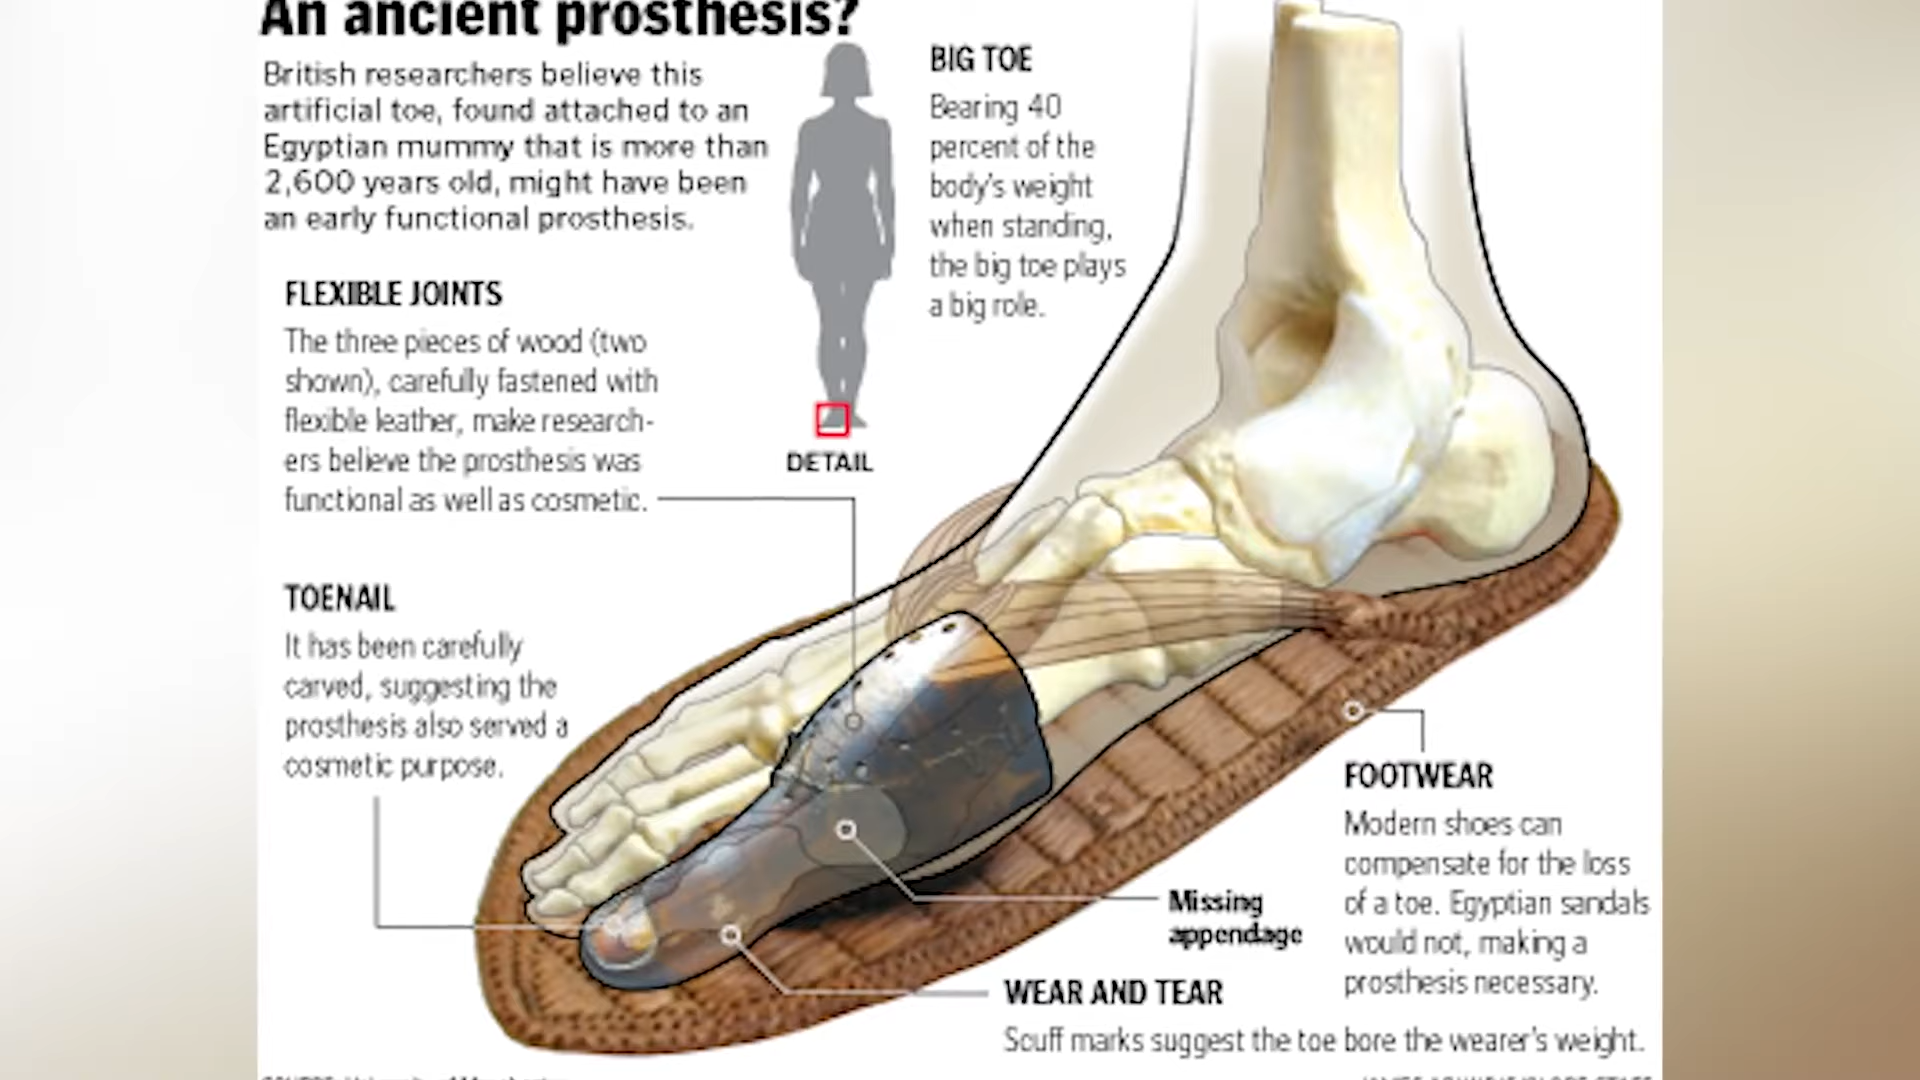 An ancient prosthesis?
British researchers believe this
artificial toe, found attached to an
Egyptian mummy that is more than
2,600 years old, might have been
an early functional prosthesis.
BIG TOE
Bearing 40
percent of the
body's weight
when standing,
the big toe plays
a big role.
FLEXIBLE JOINTS
The three pieces of wood (two
shown), carefully fastened with
flexible leather, make research-
ers believe the prosthesis was
functional as well as cosmetic.
DETAIL
TOENAIL
It has been carefully
carved, suggesting the
prosthesis also served a
cosmetic purpose.
FOOTWEAR
Modern shoes can
compensate for the loss
of a toe. Egyptian sandals
would not, making a
prosthesis necessary.
Missing
appendage
WEAR AND TEAR
Scuff marks suggest the toe bore the wearer's weight.